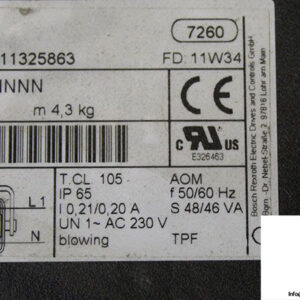 7260
11325863
FD: 11W34
NNN
m 4,3 kg
c UL us
E326463
T.CL 105
AOM
IP 65
f 50/60 Hz
I 0,21/0,20 A
S 48/46 VA
UN 1~ AC 230 V
blowing
TPF
L1
N
Bosch Rexroth Electric Drives and Controls GmbH
Bgm.-Dr.-Nebel-Straße 2, 97816 Lohr am Main